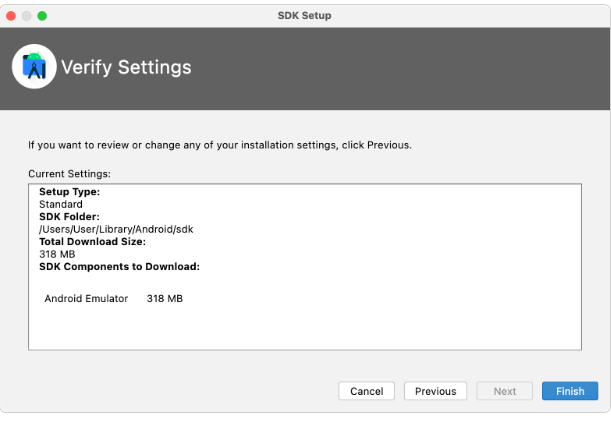 SDK Setup
Verify Settings
If you want to review or change any of your installation settings, click Previous.
Current Settings:
Setup Type:
Standard
SDK Folder:
/Users/User/Library/Android/sdk
Total Download Size:
318 MB
SDK Components to Download:
Android Emulator 318 MB
Cancel Previous Next Finish